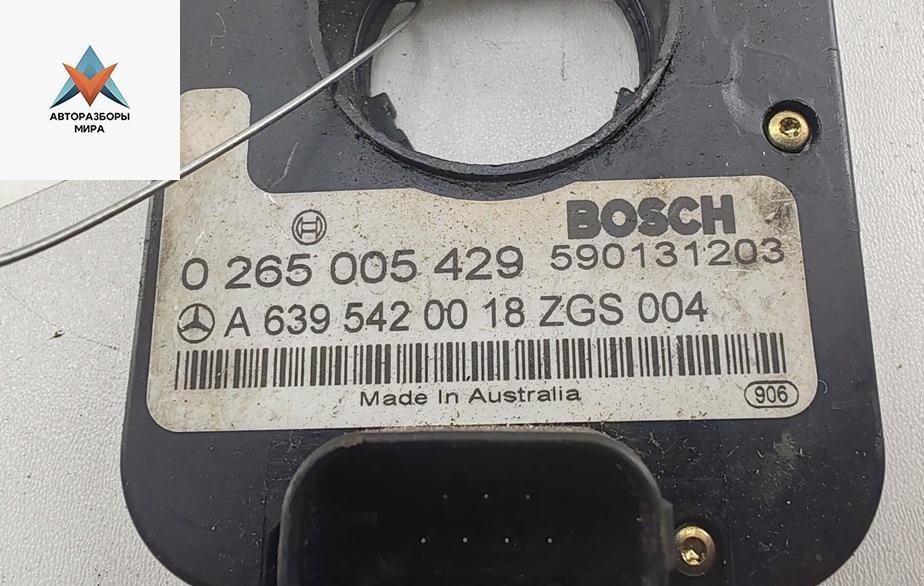 АВТОРАЗБОРЫ
МИРА
BOSCH
0 265 005 429 590131203
A 639 542 00 18 ZGS 004
Made In Australia
906